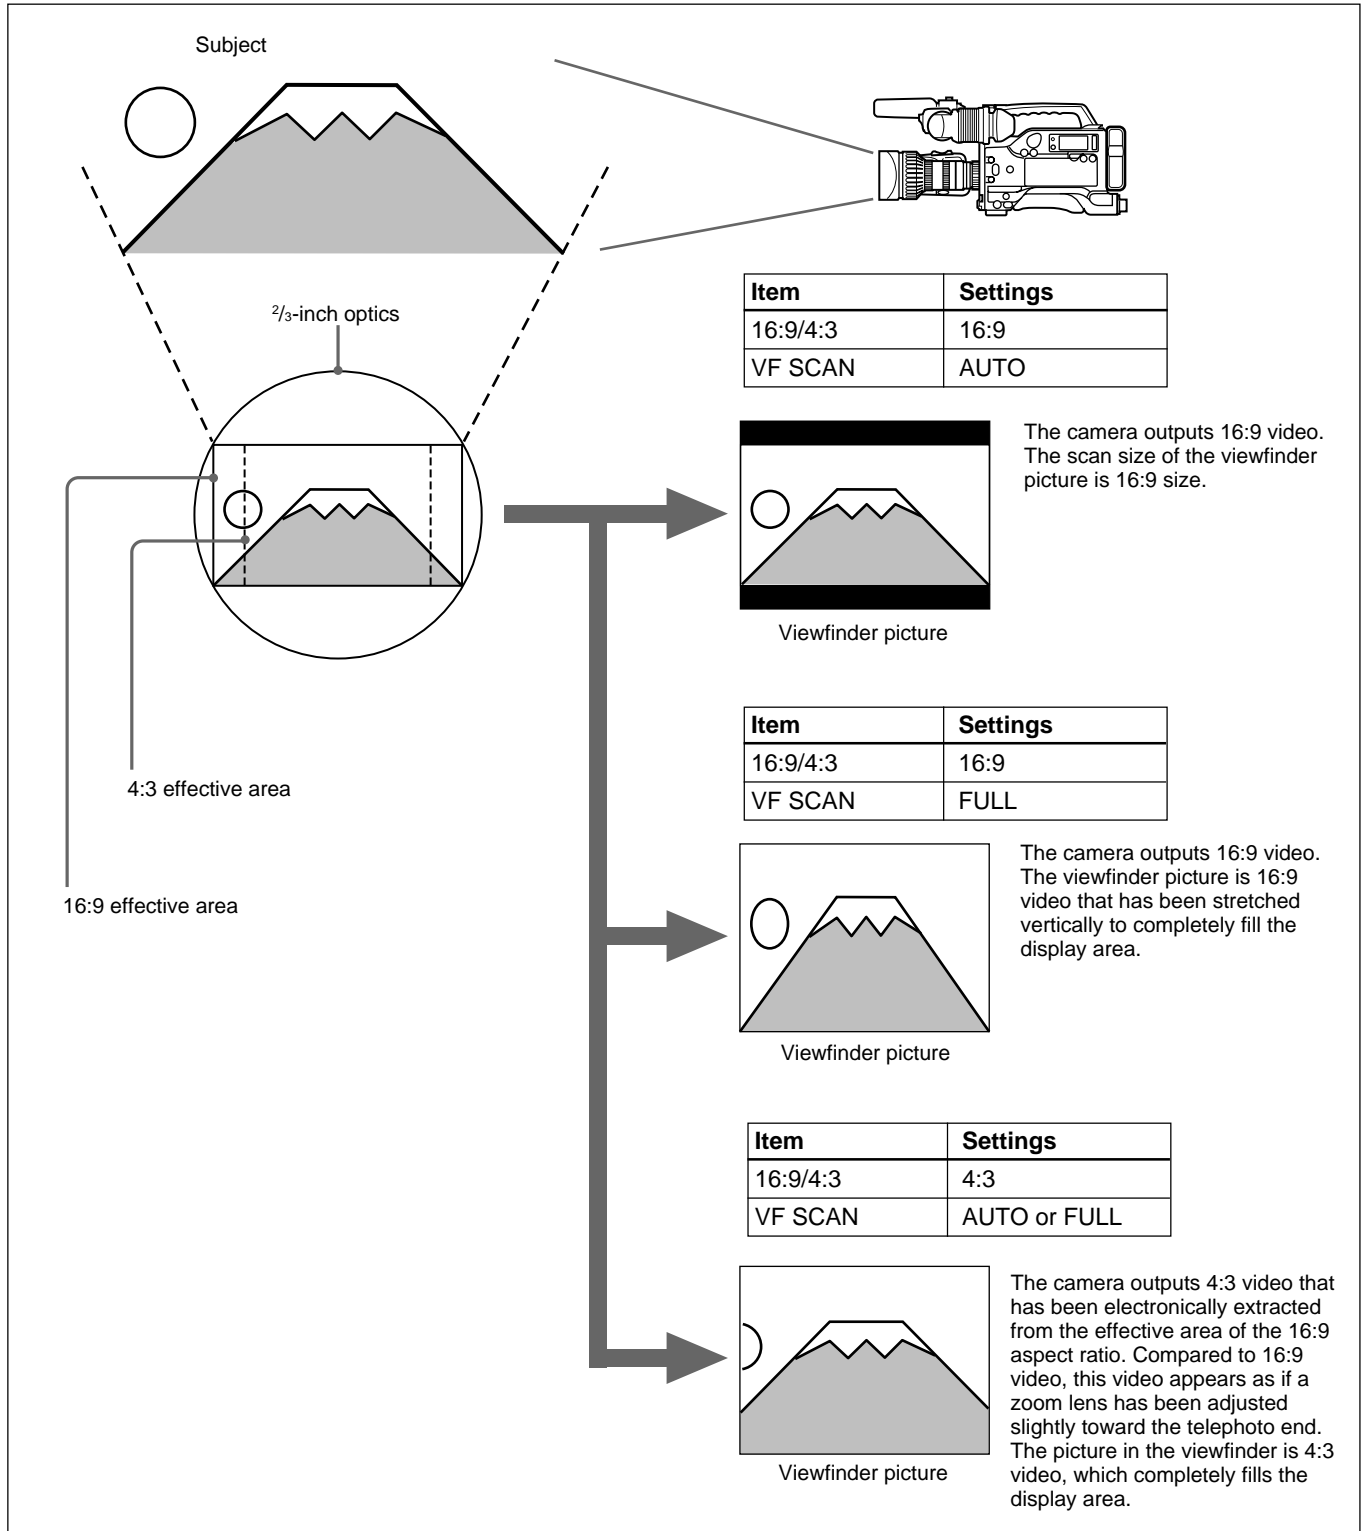 Subject
2/3-inch optics
4:3 effective area
16:9 effective area
Item Settings
16:9/4:3 16:9
VF SCAN AUTO
The camera outputs 16:9 video.
The scan size of the viewfinder
picture is 16:9 size.
Viewfinder picture
Item Settings
16:9/4:3 16:9
VF SCAN FULL
The camera outputs 16:9 video.
The viewfinder picture is 16:9
video that has been stretched
vertically to completely fill the
display area.
Viewfinder picture
Item Settings
16:9/4:3 4:3
VF SCAN AUTO or FULL
The camera outputs 4:3 video that
has been electronically extracted
from the effective area of the 16:9
aspect ratio. Compared to 16:9
video, this video appears as if a
zoom lens has been adjusted
slightly toward the telephoto end.
The picture in the viewfinder is 4:3
video, which completely fills the
display area.
Viewfinder picture